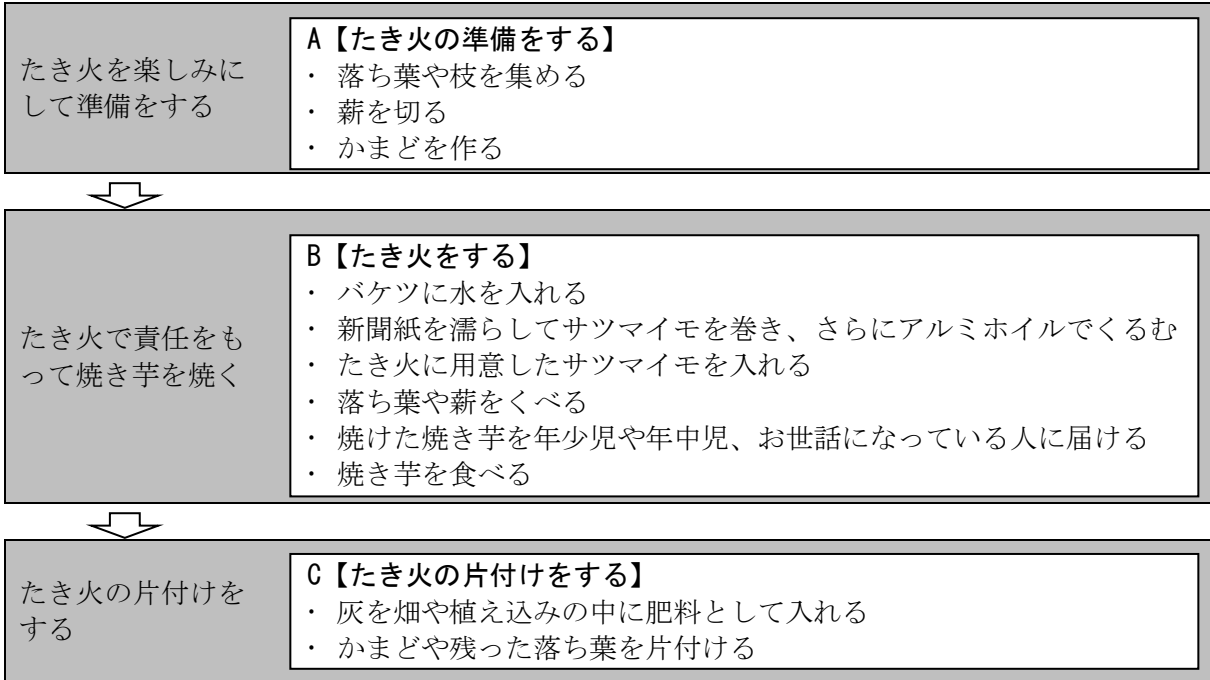 たき火を楽しみに
して準備をする
A【たき火の準備をする】
・ 落ち葉や枝を集める
・ 薪を切る
・ かまどを作る
たき火で責任をも
って焼き芋を焼く
B【たき火をする】
・ バケツに水を入れる
・ 新聞紙を濡らしてサツマイモを巻き、さらにアルミホイルでくるむ
・ たき火に用意したサツマイモを入れる
・ 落ち葉や薪をくべる
・ 焼けた焼き芋を年少児や年中児、お世話になっている人に届ける
・ 焼き芋を食べる
たき火の片付けを
する
C【たき火の片付けをする】
・ 灰を畑や植え込みの中に肥料として入れる
・ かまどや残った落ち葉を片付ける